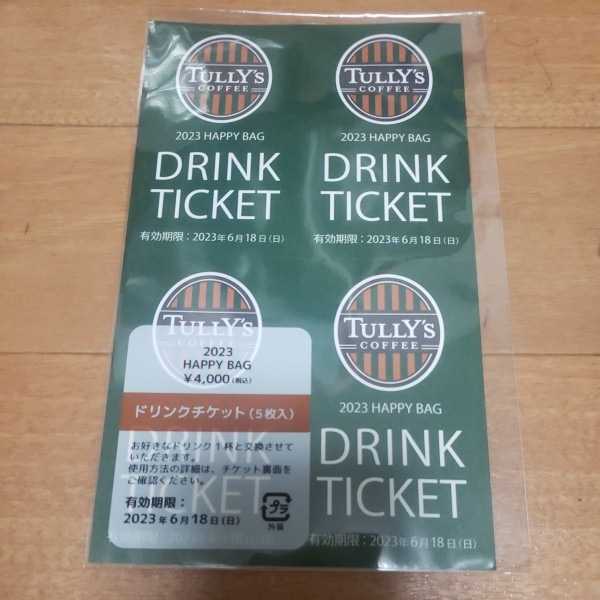 TULLY'S
COFFEE
2023 HAPPY BAG
DRINK
TICKET
有効期限：2023年6月18日（日）
TULLY'S
COFFEE
2023 HAPPY BAG
DRINK
TICKET
有効期限：2023年6月18日（日）
TULLY'S
2023
HAPPY BAG
¥4,000（税込）
ドリンクチケット（5枚入）
お好きなドリンク1杯と交換させて
いただきます。
使用方法の詳細は、チケット裏面を
ご確認ください。
有効期限：
2023年6月18日（日）
プラ
外装
DRINK
TICKET
TULLY'S
COFFEE
2023 HAPPY BAG
DRINK
TICKET
有効期限：2023年6月18日（日）